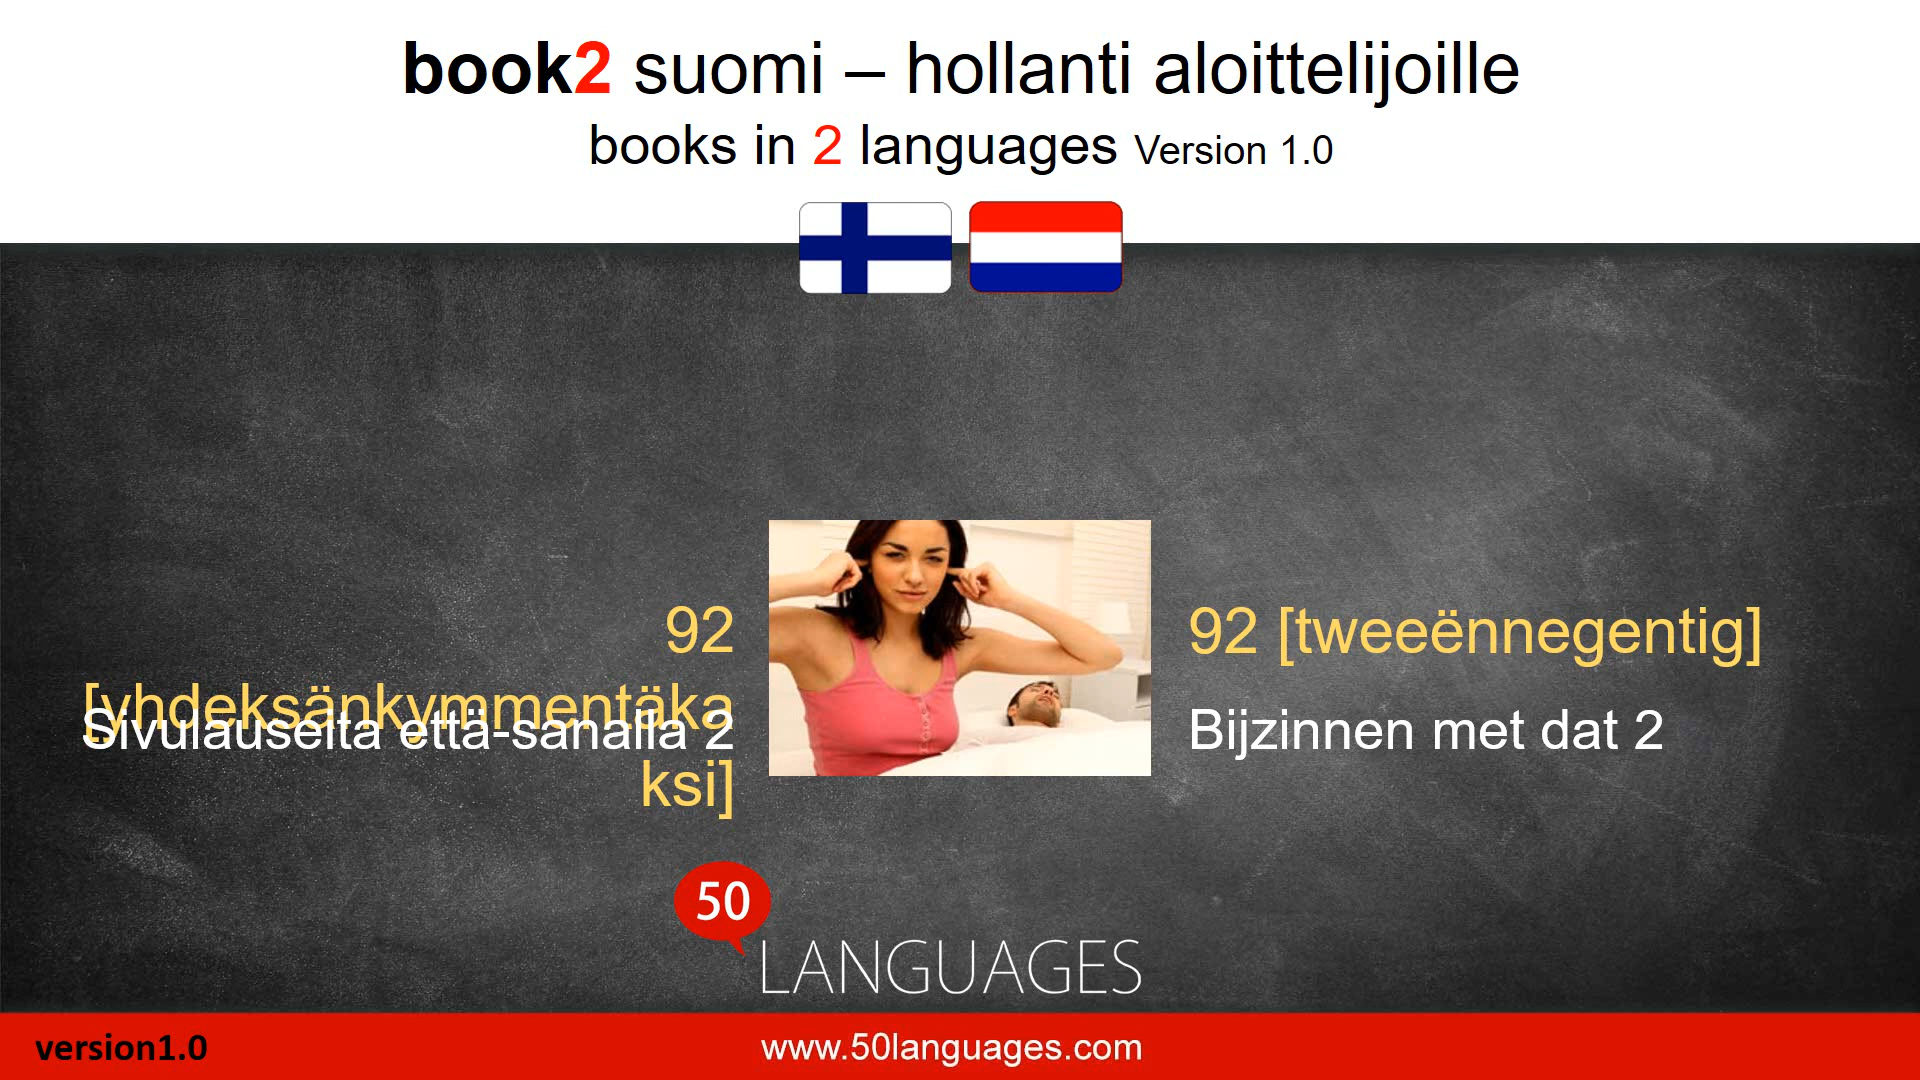 book2 suomi – hollanti aloittelijoille
books in 2 languages Version 1.0
92
[yhdeksänkymmentäka
ksi]
Sivulauseita että-sanalla 2
92 [tweeënnegentig]
Bijzinnen met dat 2
50
LANGUAGES
version1.0
www.50languages.com